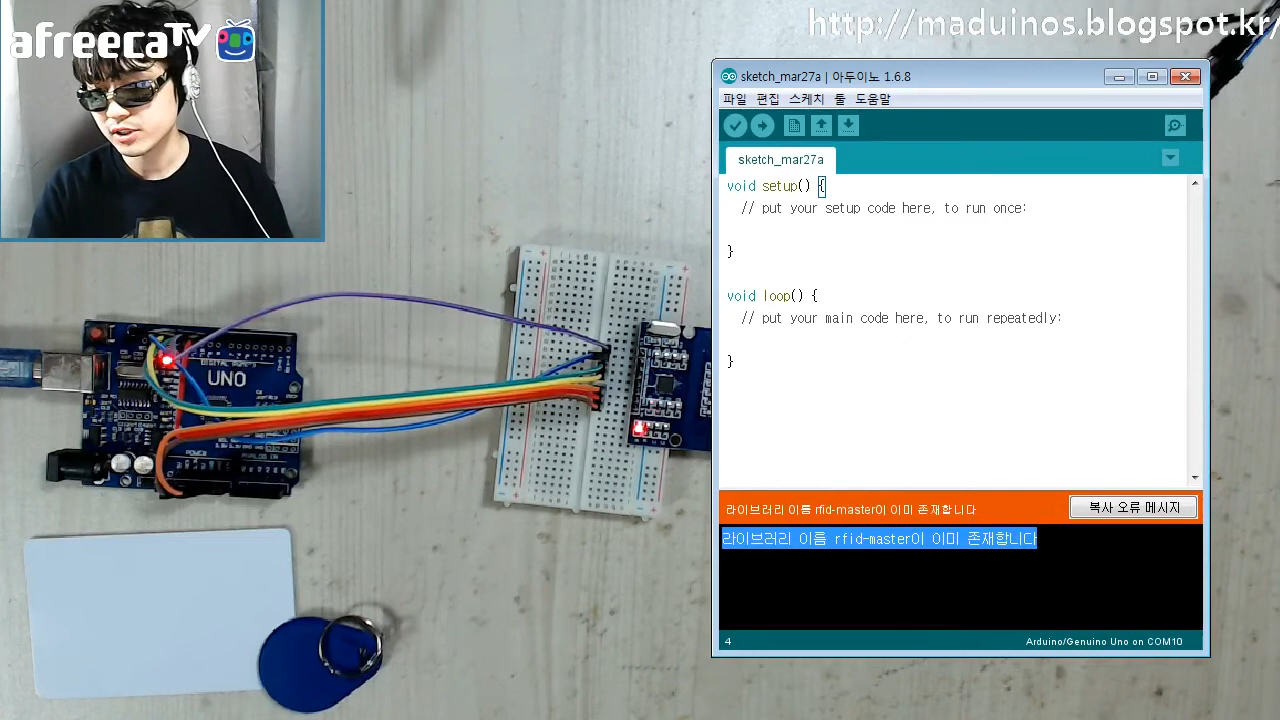 afreecaTV
http://maduinos.blogspot.kr/
sketch_mar27a | 아두이노 1.6.8
파일 편집 스케치 툴 도움말
sketch_mar27a
void setup() {
// put your setup code here, to run once:
}
void loop() {
// put your main code here, to run repeatedly:
}
라이브러리 이름 rfid-master이 이미 존재합니다
복사 오류 메시지
라이브러리 이름 rfid-master이 이미 존재합니다
4
Arduino/Genuino Uno on COM10
UNO
POWER